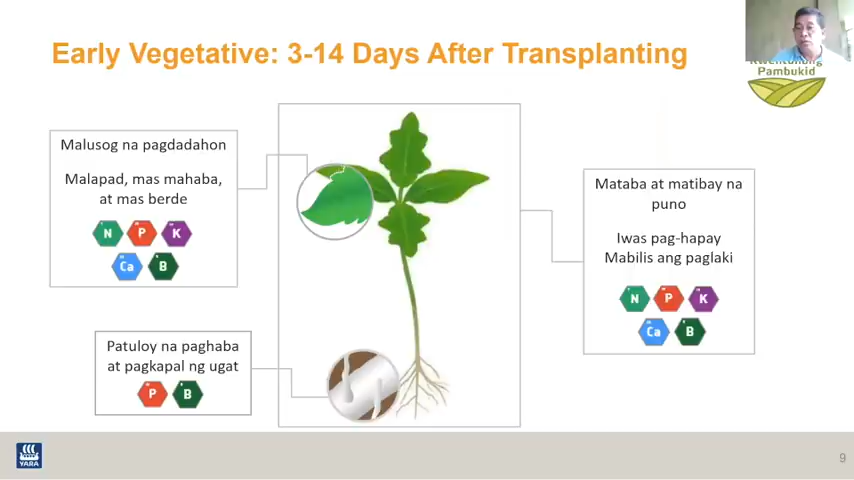 Early Vegetative: 3-14 Days After Transplanting
Kwentuhang
Pambukid
Malusog na pagdadahon
Malapad, mas mahaba,
at mas berde
N P K
Ca B
Mataba at matibay na
puno
Iwas pag-hapay
Mabilis ang paglaki
N P K
Ca B
Patuloy na paghaba
at pagkapal ng ugat
P B
YARA
9